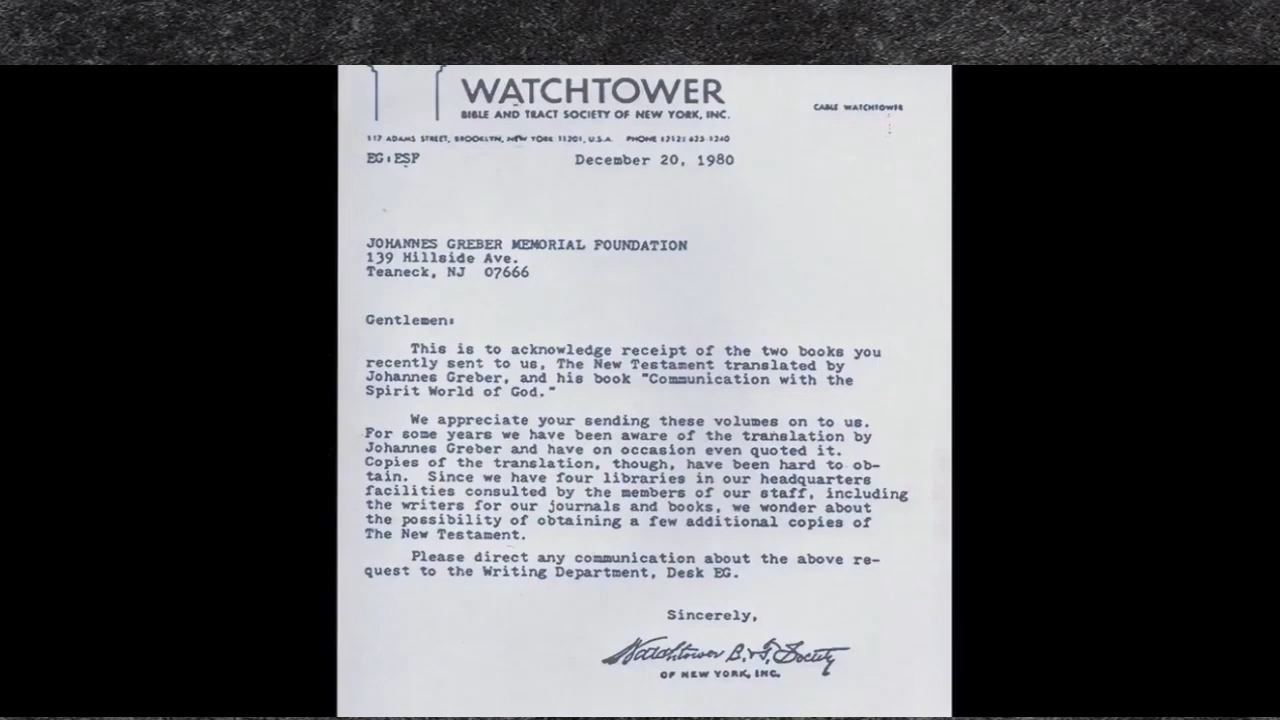 WATCHTOWER
BIBLE AND TRACT SOCIETY OF NEW YORK, INC.
CABLE WATCHTOWER
117 ADAMS STREET, BROOKLYN, NEW YORK 11201, U.S.A. PHONE (212) 625-1240
EG:ESP December 20, 1980
JOHANNES GREBER MEMORIAL FOUNDATION
139 Hillside Ave.
Teaneck, NJ 07666
Gentlemen:
This is to acknowledge receipt of the two books you
recently sent to us, The New Testament translated by
Johannes Greber, and his book "Communication with the
Spirit World of God."
We appreciate your sending these volumes on to us.
For some years we have been aware of the translation by
Johannes Greber and have on occasion even quoted it.
Copies of the translation, though, have been hard to ob-
tain. Since we have four libraries in our headquarters
facilities consulted by the members of our staff, including
the writers for our journals and books, we wonder about
the possibility of obtaining a few additional copies of
The New Testament.
Please direct any communication about the above re-
quest to the Writing Department, Desk EG.
Sincerely,
Watchtower B. & T. Society
OF NEW YORK, INC.